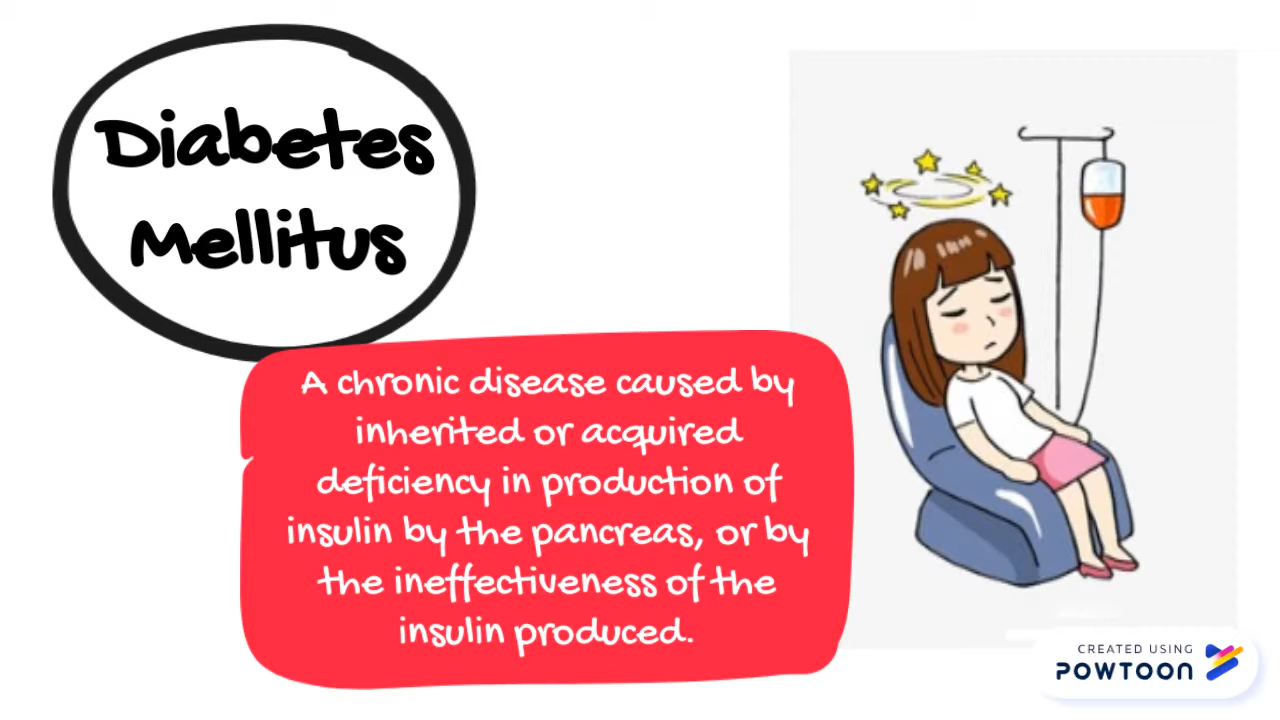 Diabetes
Mellitus
A chronic disease caused by
inherited or acquired
deficiency in production of
insulin by the pancreas, or by
the ineffectiveness of the
insulin produced.
CREATED USING
POWTOON